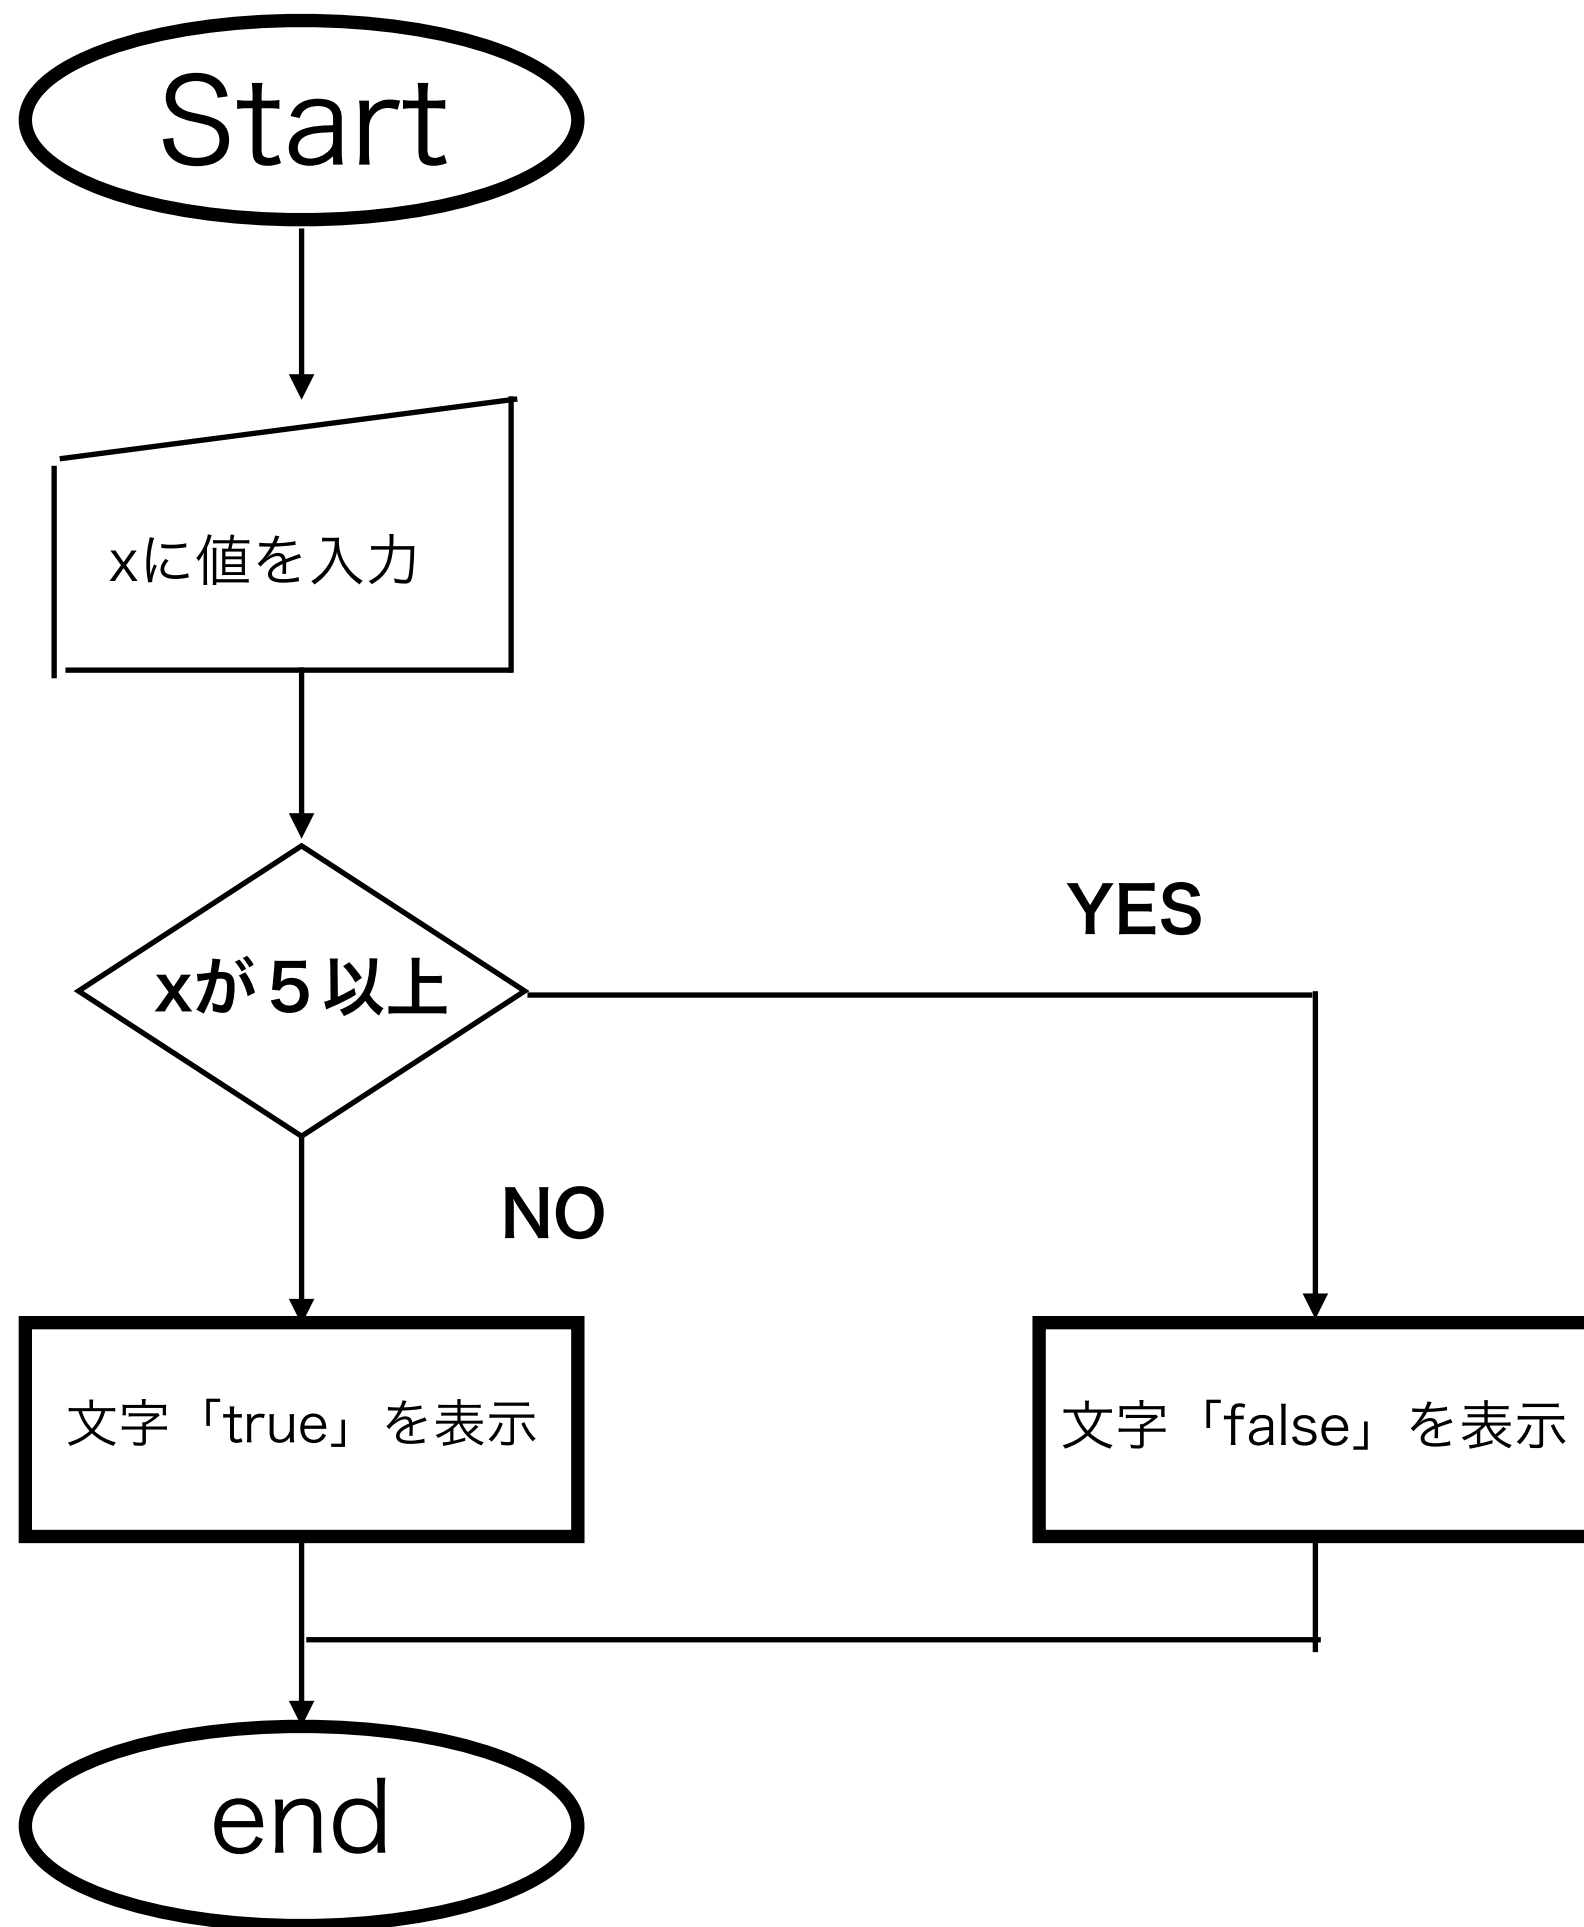 Start
xに値を入力
YES
xが５以上
NO
文字「true」を表示
文字「false」を表示
end